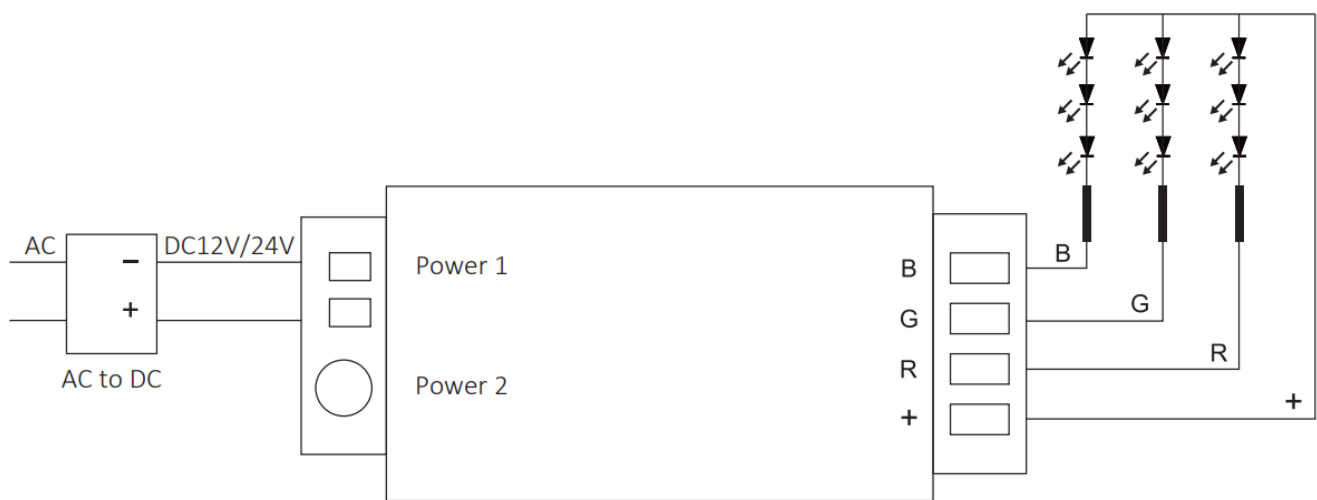 AC
DC12V/24V
−
+
AC to DC
Power 1
Power 2
B
G
R
+
B
G
R
+